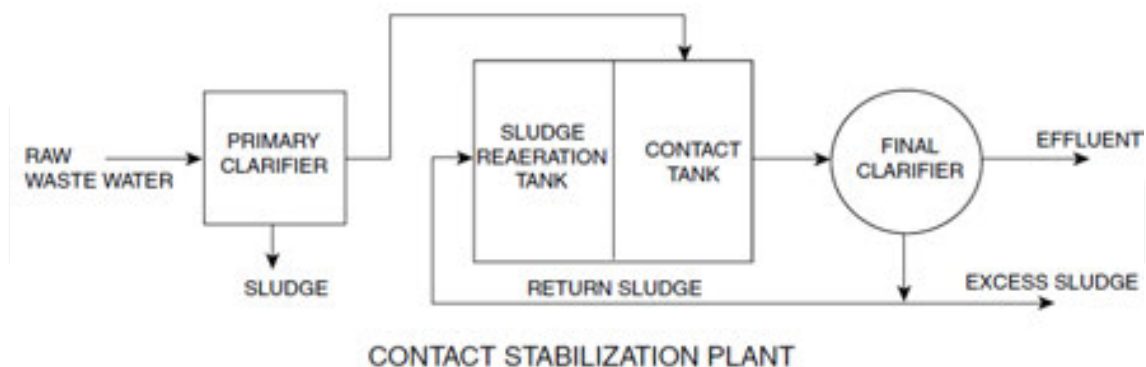 RAW
WASTE WATER
PRIMARY
CLARIFIER
SLUDGE
SLUDGE
REAERATION
TANK
CONTACT
TANK
FINAL
CLARIFIER
EFFLUENT
RETURN SLUDGE
EXCESS SLUDGE
CONTACT STABILIZATION PLANT